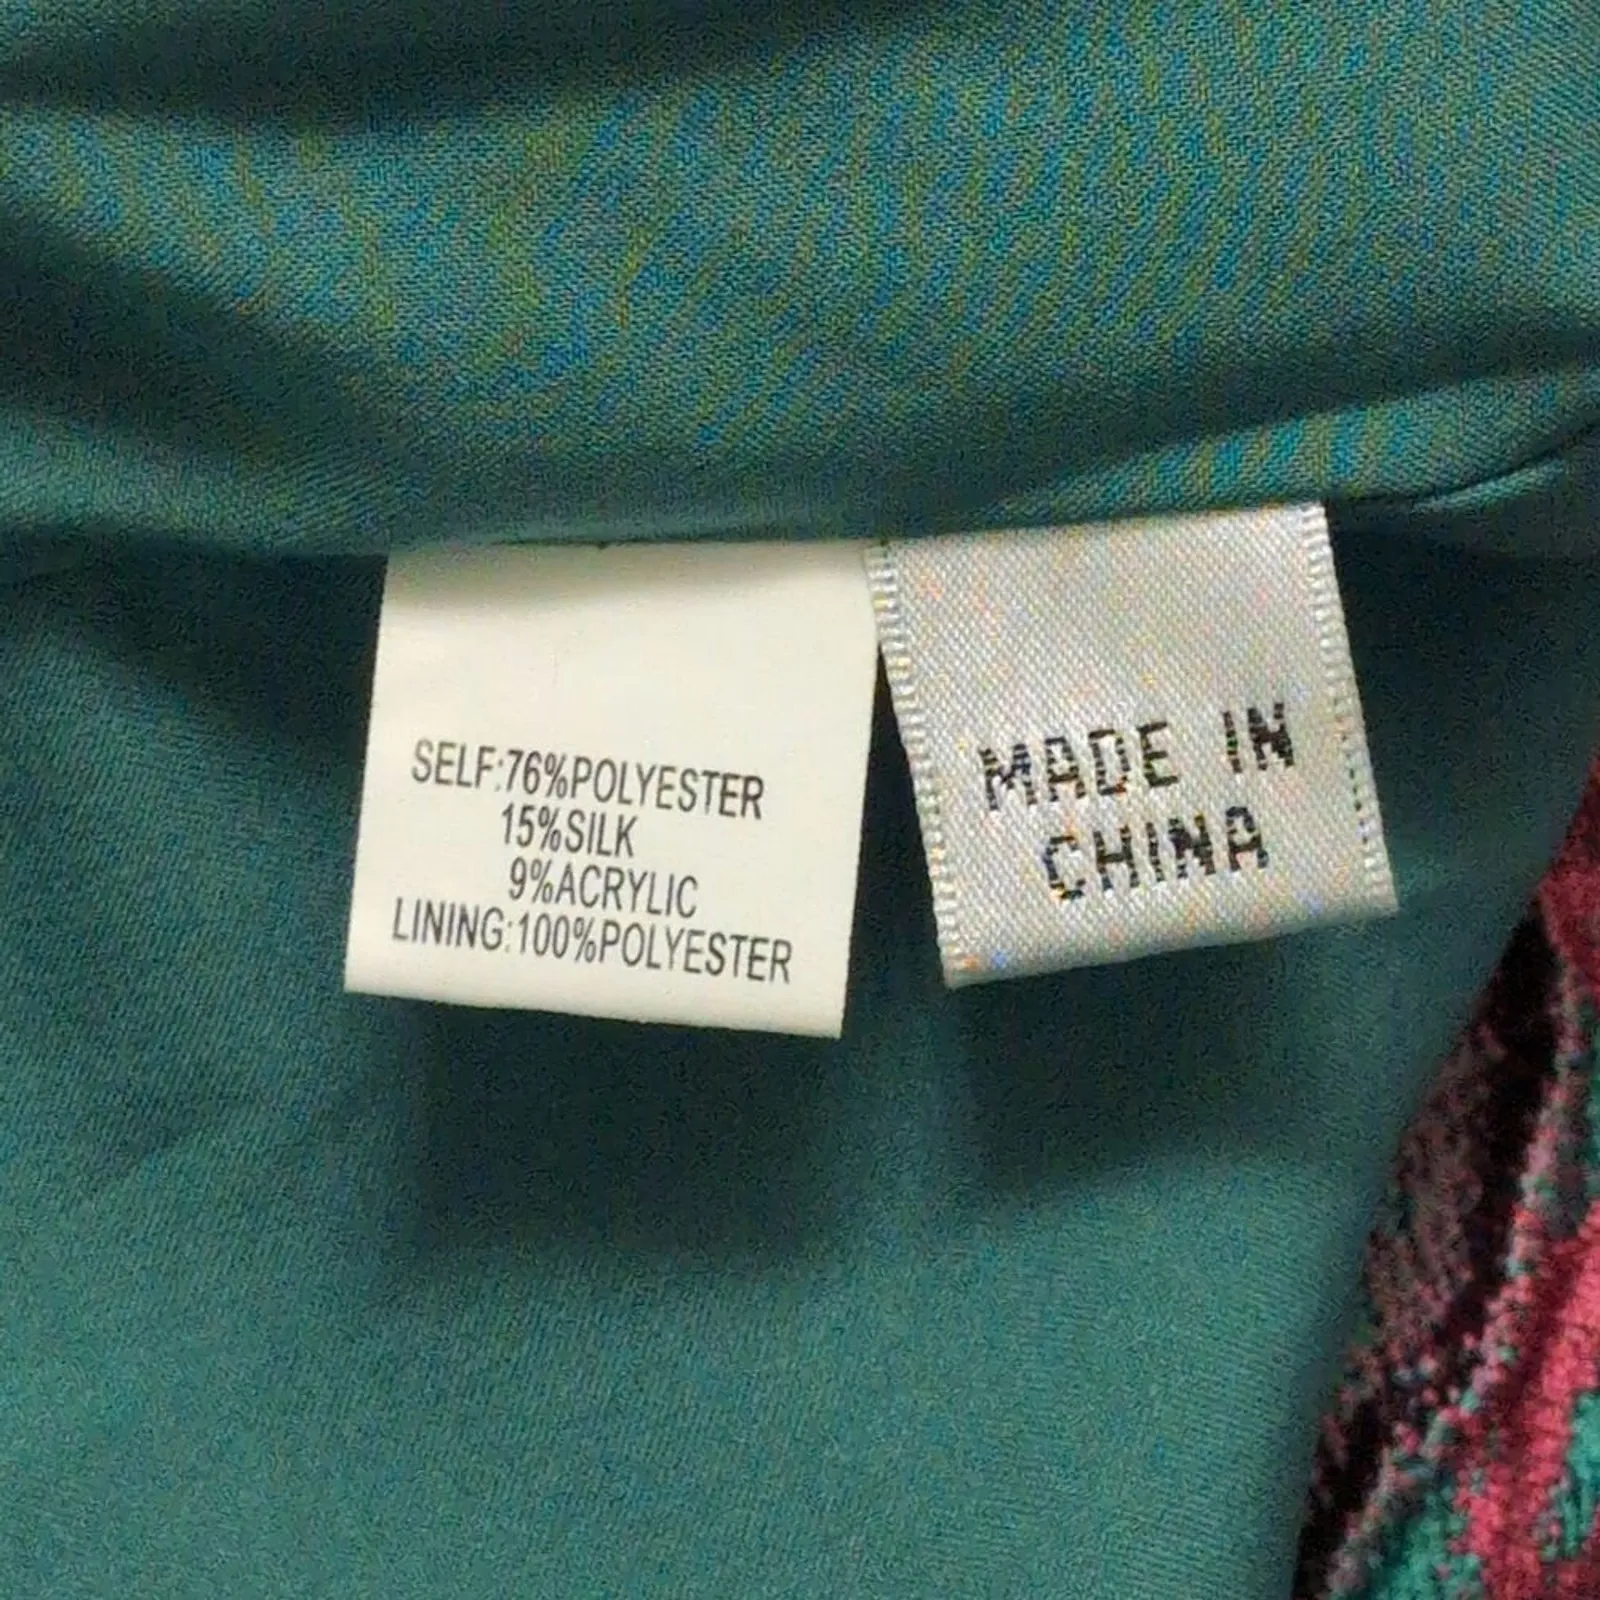 SELF:76%POLYESTER
15%SILK
9%ACRYLIC
LINING:100%POLYESTER
MADE IN
CHINA